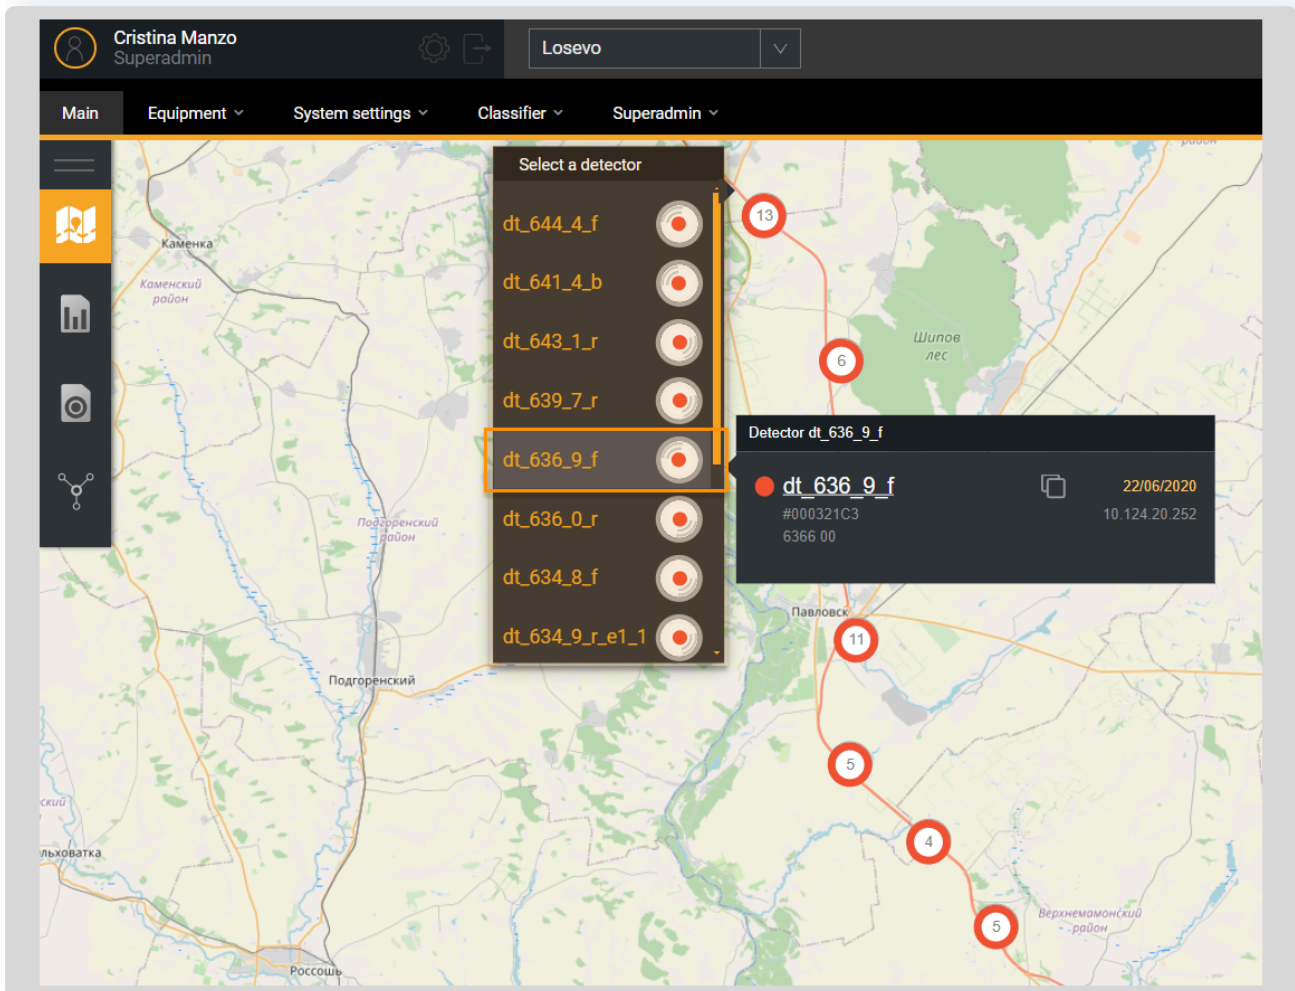 Cristina Manzo
Superadmin
Losevo
Main
Equipment
System settings
Classifier
Superadmin
Select a detector
dt_644_4_f
dt_641_4_b
dt_643_1_r
dt_639_7_r
dt_636_9_f
dt_636_0_r
dt_634_8_f
dt_634_9_r_e1_1
Detector dt_636_9_f
dt_636_9_f
22/06/2020
#000321C3
10.124.20.252
6366 00
13
6
11
5
4
5
Каменка
Каменский
район
Шипов
лес
Подгоренский
район
Павловск
Подгоренский
Верхнемамонский
район
Россошь